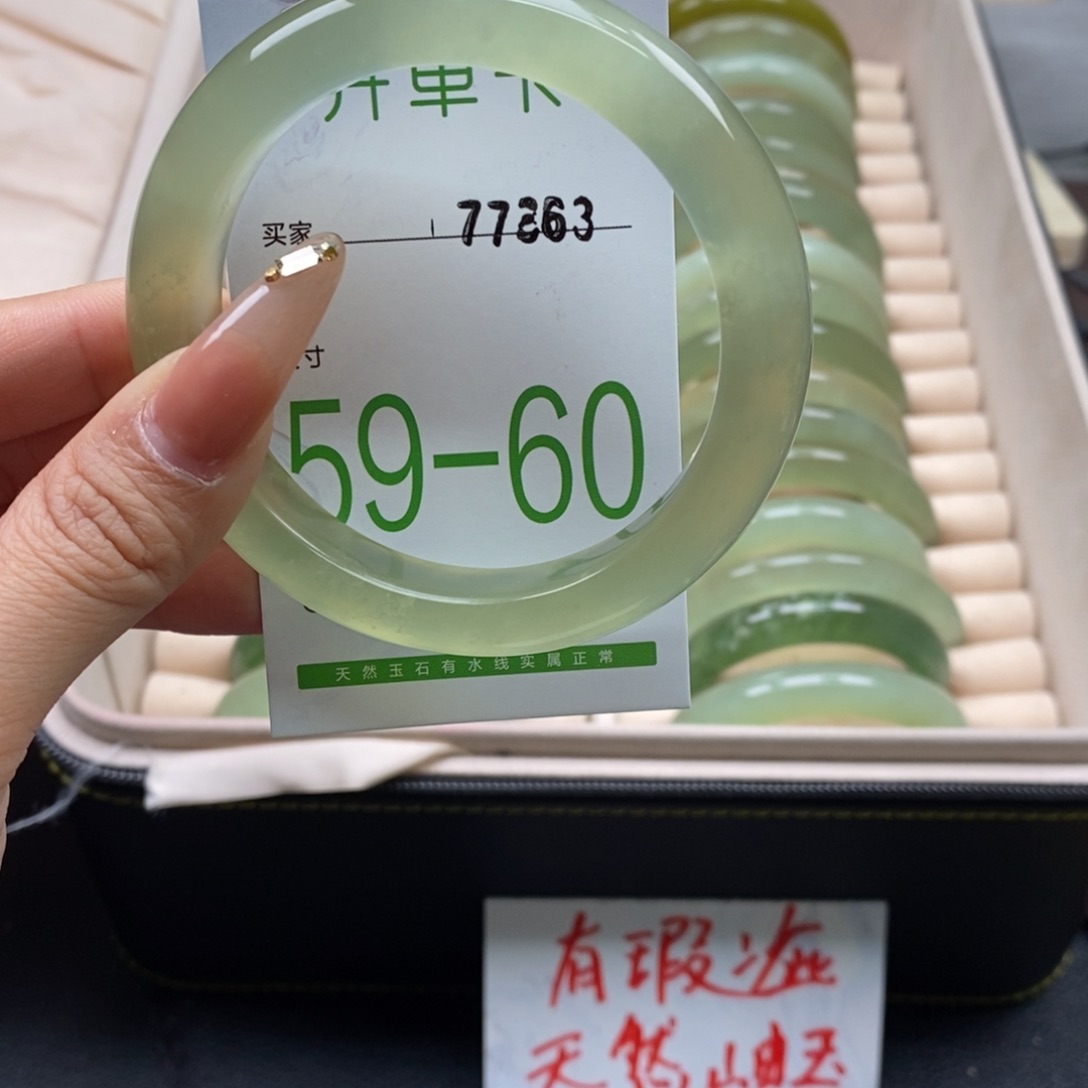 开单卡
买家 77863
寸
59-60
天然玉石有水线实属正常
有瑕疵
天然岫玉